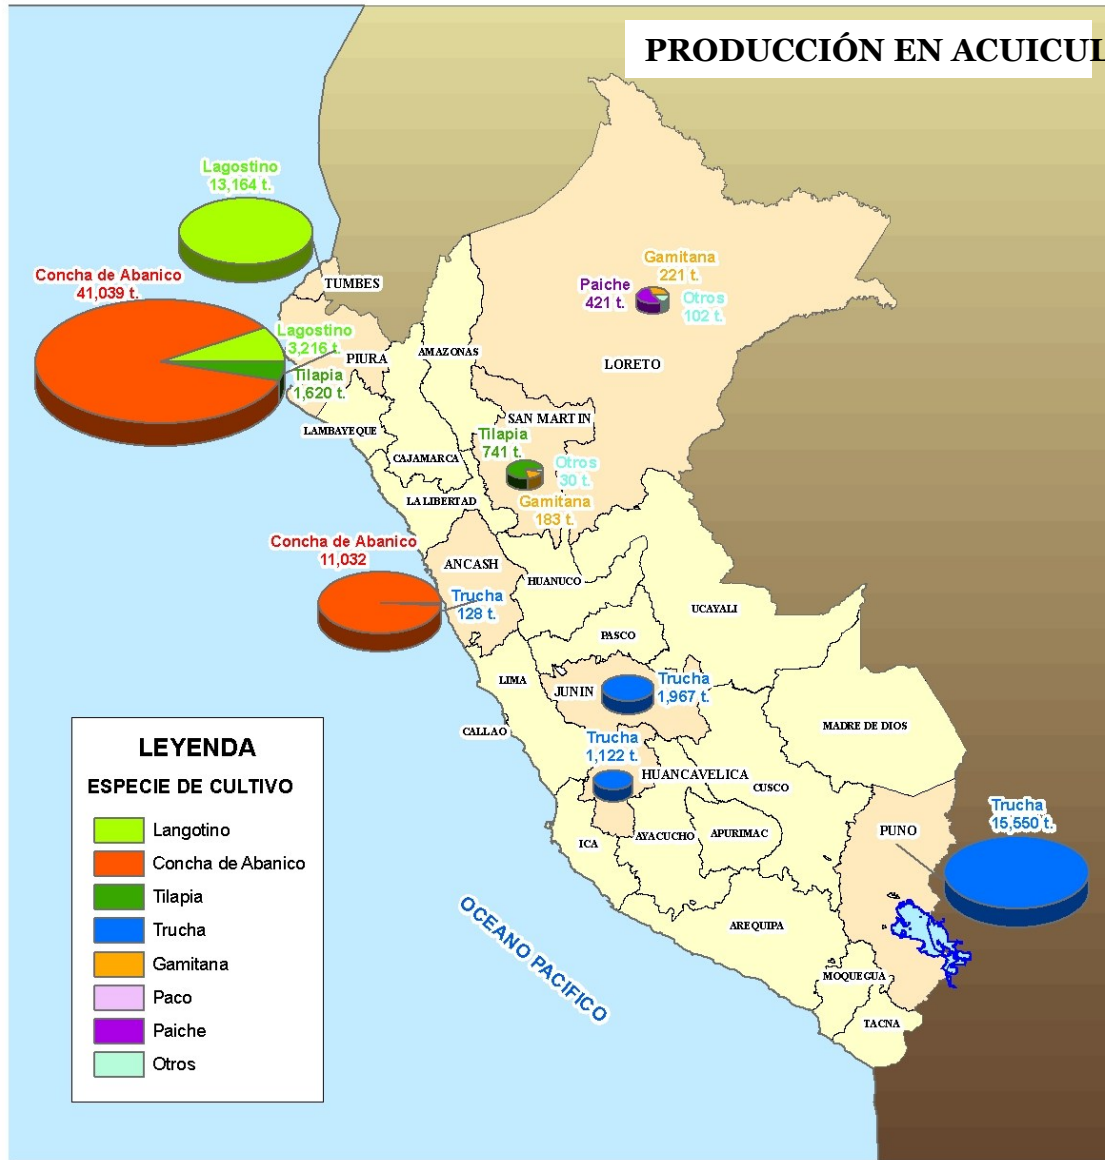 PRODUCCIÓN EN ACUICUL
Lagostino
13,164 t.
Concha de Abanico
41,039 t.
TUMBES
Gamitana
221 t.
Paiche
421 t.
Otros
102 t.
Lagostino
3,216 t.
PIURA
AMAZONAS
LORETO
Tilapia
1,620 t.
LAMBAYEQUE
SAN MARTIN
Tilapia
741 t.
CAJAMARCA
Otros
30 t.
LA LIBERTAD
Gamitana
183 t.
Concha de Abanico
11,032
ANCASH
HUANUCO
Trucha
128 t.
UCAYALI
PASCO
LIMA
JUNIN
Trucha
1,967 t.
CALLAO
MADRE DE DIOS
Trucha
1,122 t.
HUANCAVELICA
CUSCO
Trucha
15,550 t.
PUNO
ICA
AYACUCHO
APURIMAC
AREQUIPA
OCEANO PACIFICO
MOQUEGUA
TACNA
LEYENDA
ESPECIE DE CULTIVO
Langotino
Concha de Abanico
Tilapia
Trucha
Gamitana
Paco
Paiche
Otros